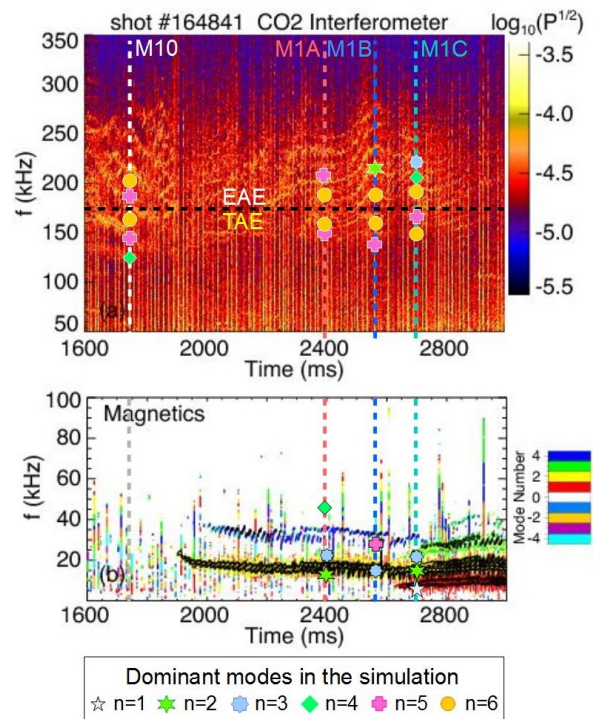 shot #164841 CO2 Interferometer
log₁₀(P^1/2)
M10 M1A M1B M1C
350
300
250
200
150
100
50
f (kHz)
EAE
TAE
(a)
-3.5
-4.0
-4.5
-5.0
-5.5
1600 2000 2400 2800
Time (ms)
Magnetics
100
80
60
40
20
f (kHz)
(b)
1600 2000 2400 2800
Time (ms)
Mode Number
4
2
0
-2
-4
Dominant modes in the simulation
n=1 n=2 n=3 n=4 n=5 n=6